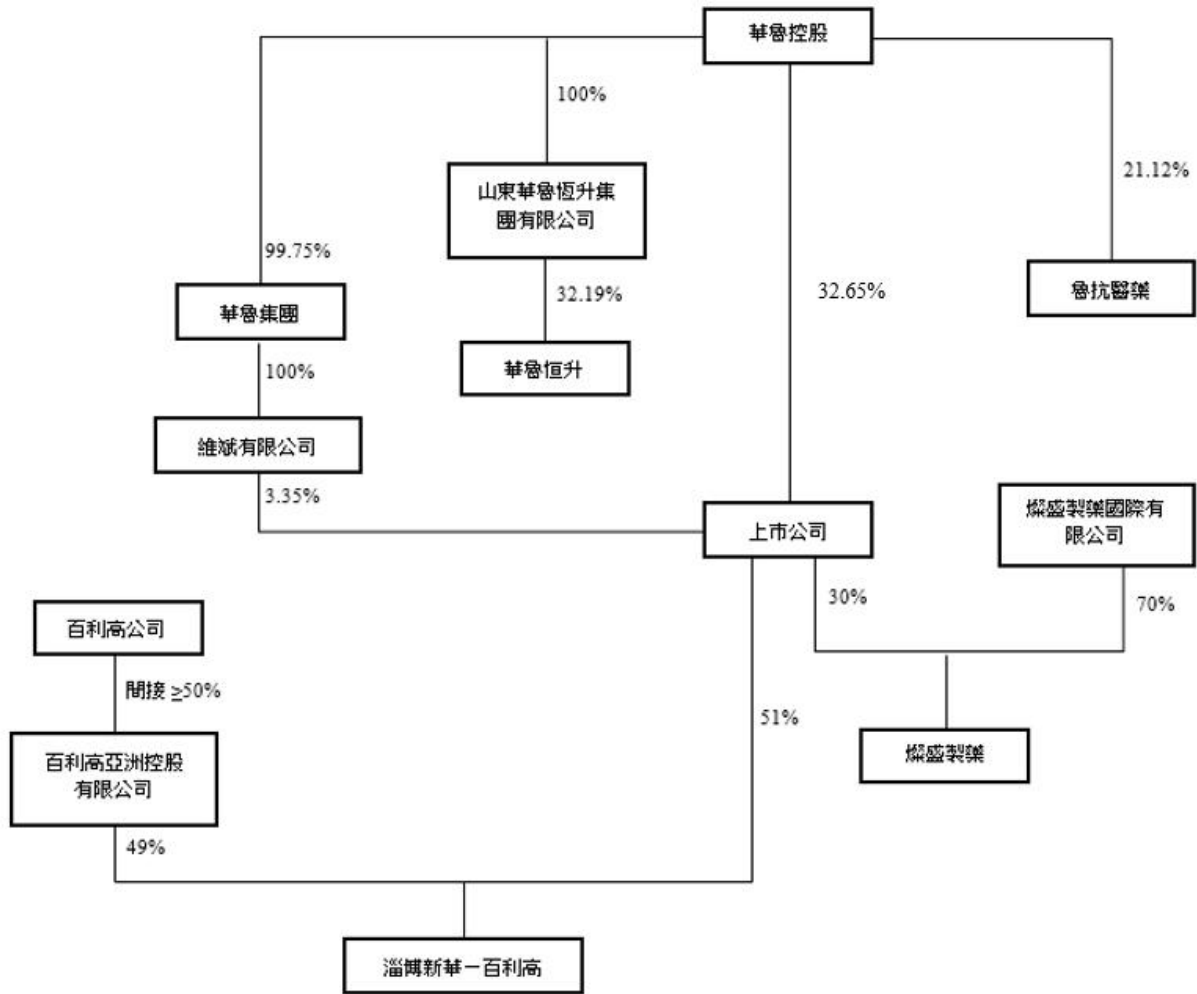 華魯控股
100%
山東華魯恆升集
團有限公司
21.12%
99.75%
32.19%
32.65%
魯抗醫藥
華魯集團
華魯恒升
100%
維斌有限公司
3.35%
上市公司
燦盛製藥國際有
限公司
30%
70%
百利高公司
間接 ≥50%
51%
百利高亞洲控股
有限公司
燦盛製藥
49%
淄博新華－百利高